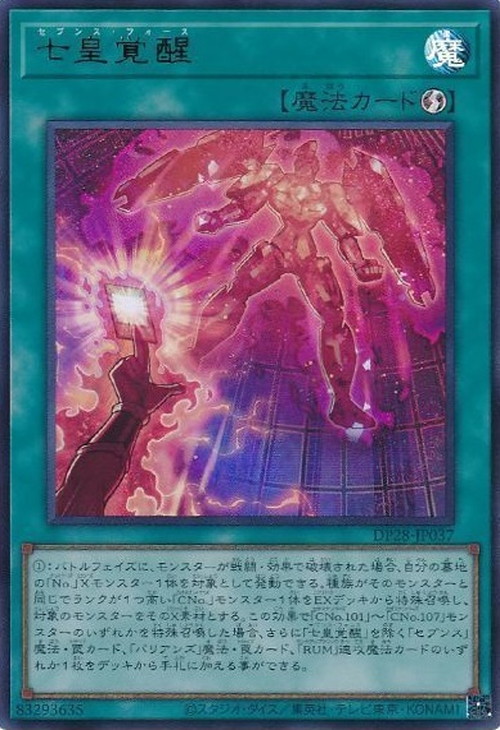 セブンス・フォース
七皇覚醒
魔
【魔法カード】
DP28-JP037
①：バトルフェイズに、モンスターが戦闘・効果で破壊された場合、自分の墓地
の「No.」Xモンスター１体を対象として発動できる。種族がそのモンスターと
同じでランクが１つ高い「CNo.」モンスター１体をEXデッキから特殊召喚し、
対象のモンスターをそのX素材とする。この効果で「CNo.101」～「CNo.107」モン
スターのいずれかを特殊召喚した場合、さらに「七皇覚醒」を除く「セブンス」
魔法・罠カード、「バリアンズ」魔法・罠カード、「RUM」速攻魔法カードのいず
れか１枚をデッキから手札に加える事ができる。
83293635
©スタジオ・ダイス／集英社・テレビ東京・KONAMI